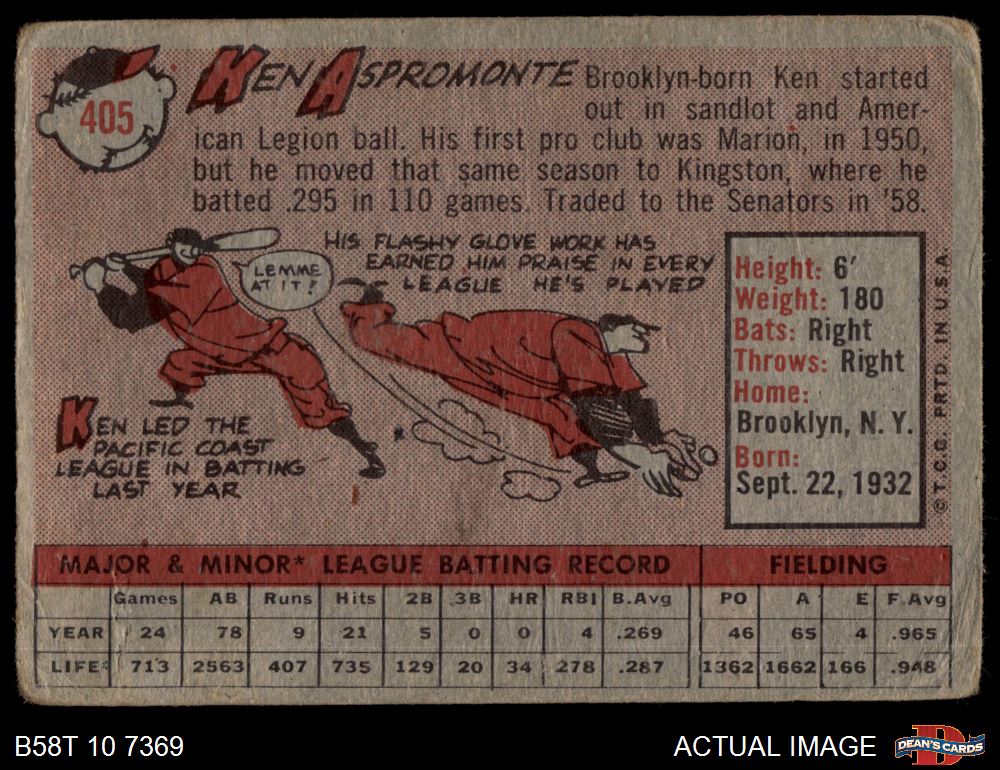 405
KEN ASPROMONTE
Brooklyn-born Ken started
out in sandlot and Amer-
ican Legion ball. His first pro club was Marion, in 1950,
but he moved that same season to Kingston, where he
batted .295 in 110 games. Traded to the Senators in '58.
HIS FLASHY GLOVE WORK HAS
EARNED HIM PRAISE IN EVERY
LEAGUE HE'S PLAYED
LEMME
AT IT!
KEN LED THE
PACIFIC COAST
LEAGUE IN BATTING
LAST YEAR
Height: 6'
Weight: 180
Bats: Right
Throws: Right
Home:
Brooklyn, N. Y.
Born:
Sept. 22, 1932
© T.C.G. PRTD. IN U.S.A.
MAJOR & MINOR* LEAGUE BATTING RECORD FIELDING
Games AB Runs Hits 2B 3B HR RBI B.Avg PO A E F.Avg
YEAR 24 78 9 21 5 0 0 4 .269 46 65 4 .965
LIFE* 713 2563 407 735 129 20 34 278 .287 1362 1662 166 .948
B58T 10 7369
ACTUAL IMAGE
D
DEAN'S CARDS